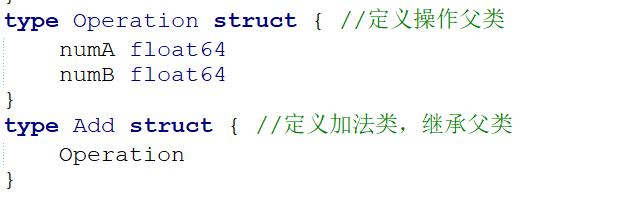 type Operation struct { //定义操作父类
    numA float64
    numB float64
}
type Add struct { //定义加法类，继承父类
    Operation
}